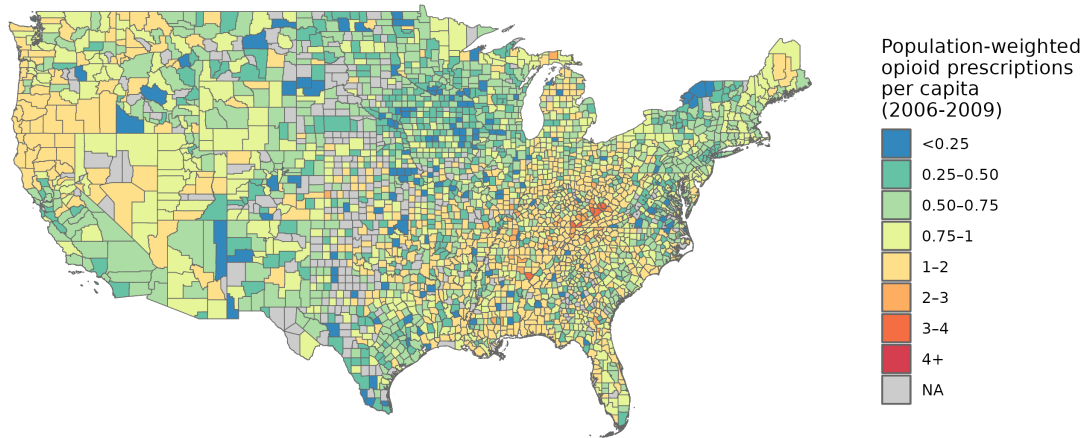 Population-weighted
opioid prescriptions
per capita
(2006-2009)
<0.25
0.25–0.50
0.50–0.75
0.75–1
1–2
2–3
3–4
4+
NA